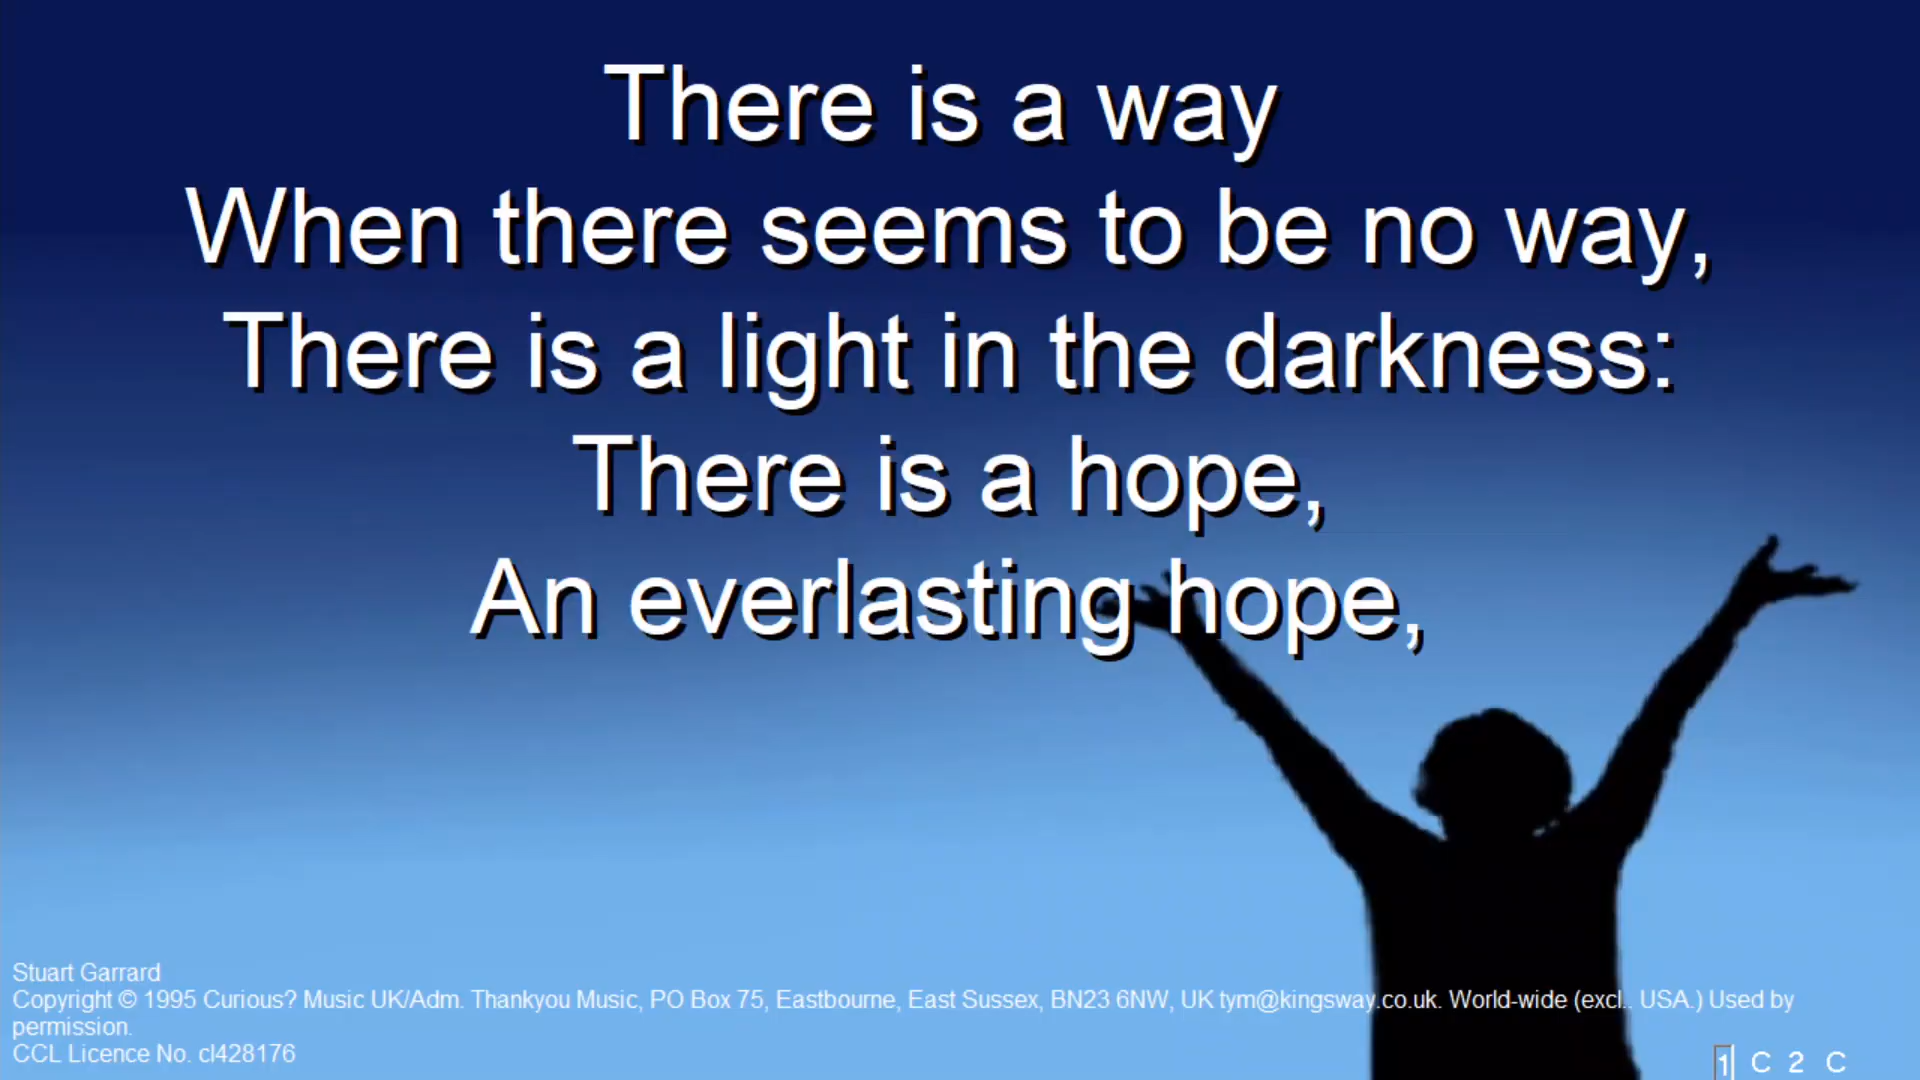 There is a way
When there seems to be no way,
There is a light in the darkness:
There is a hope,
An everlasting hope,
Stuart Garrard
Copyright © 1995 Curious? Music UK/Adm. Thankyou Music, PO Box 75, Eastbourne, East Sussex, BN23 6NW, UK tym@kingsway.co.uk. World-wide (excl.. USA.) Used by
permission.
CCL Licence No. cl428176
1 C 2 C